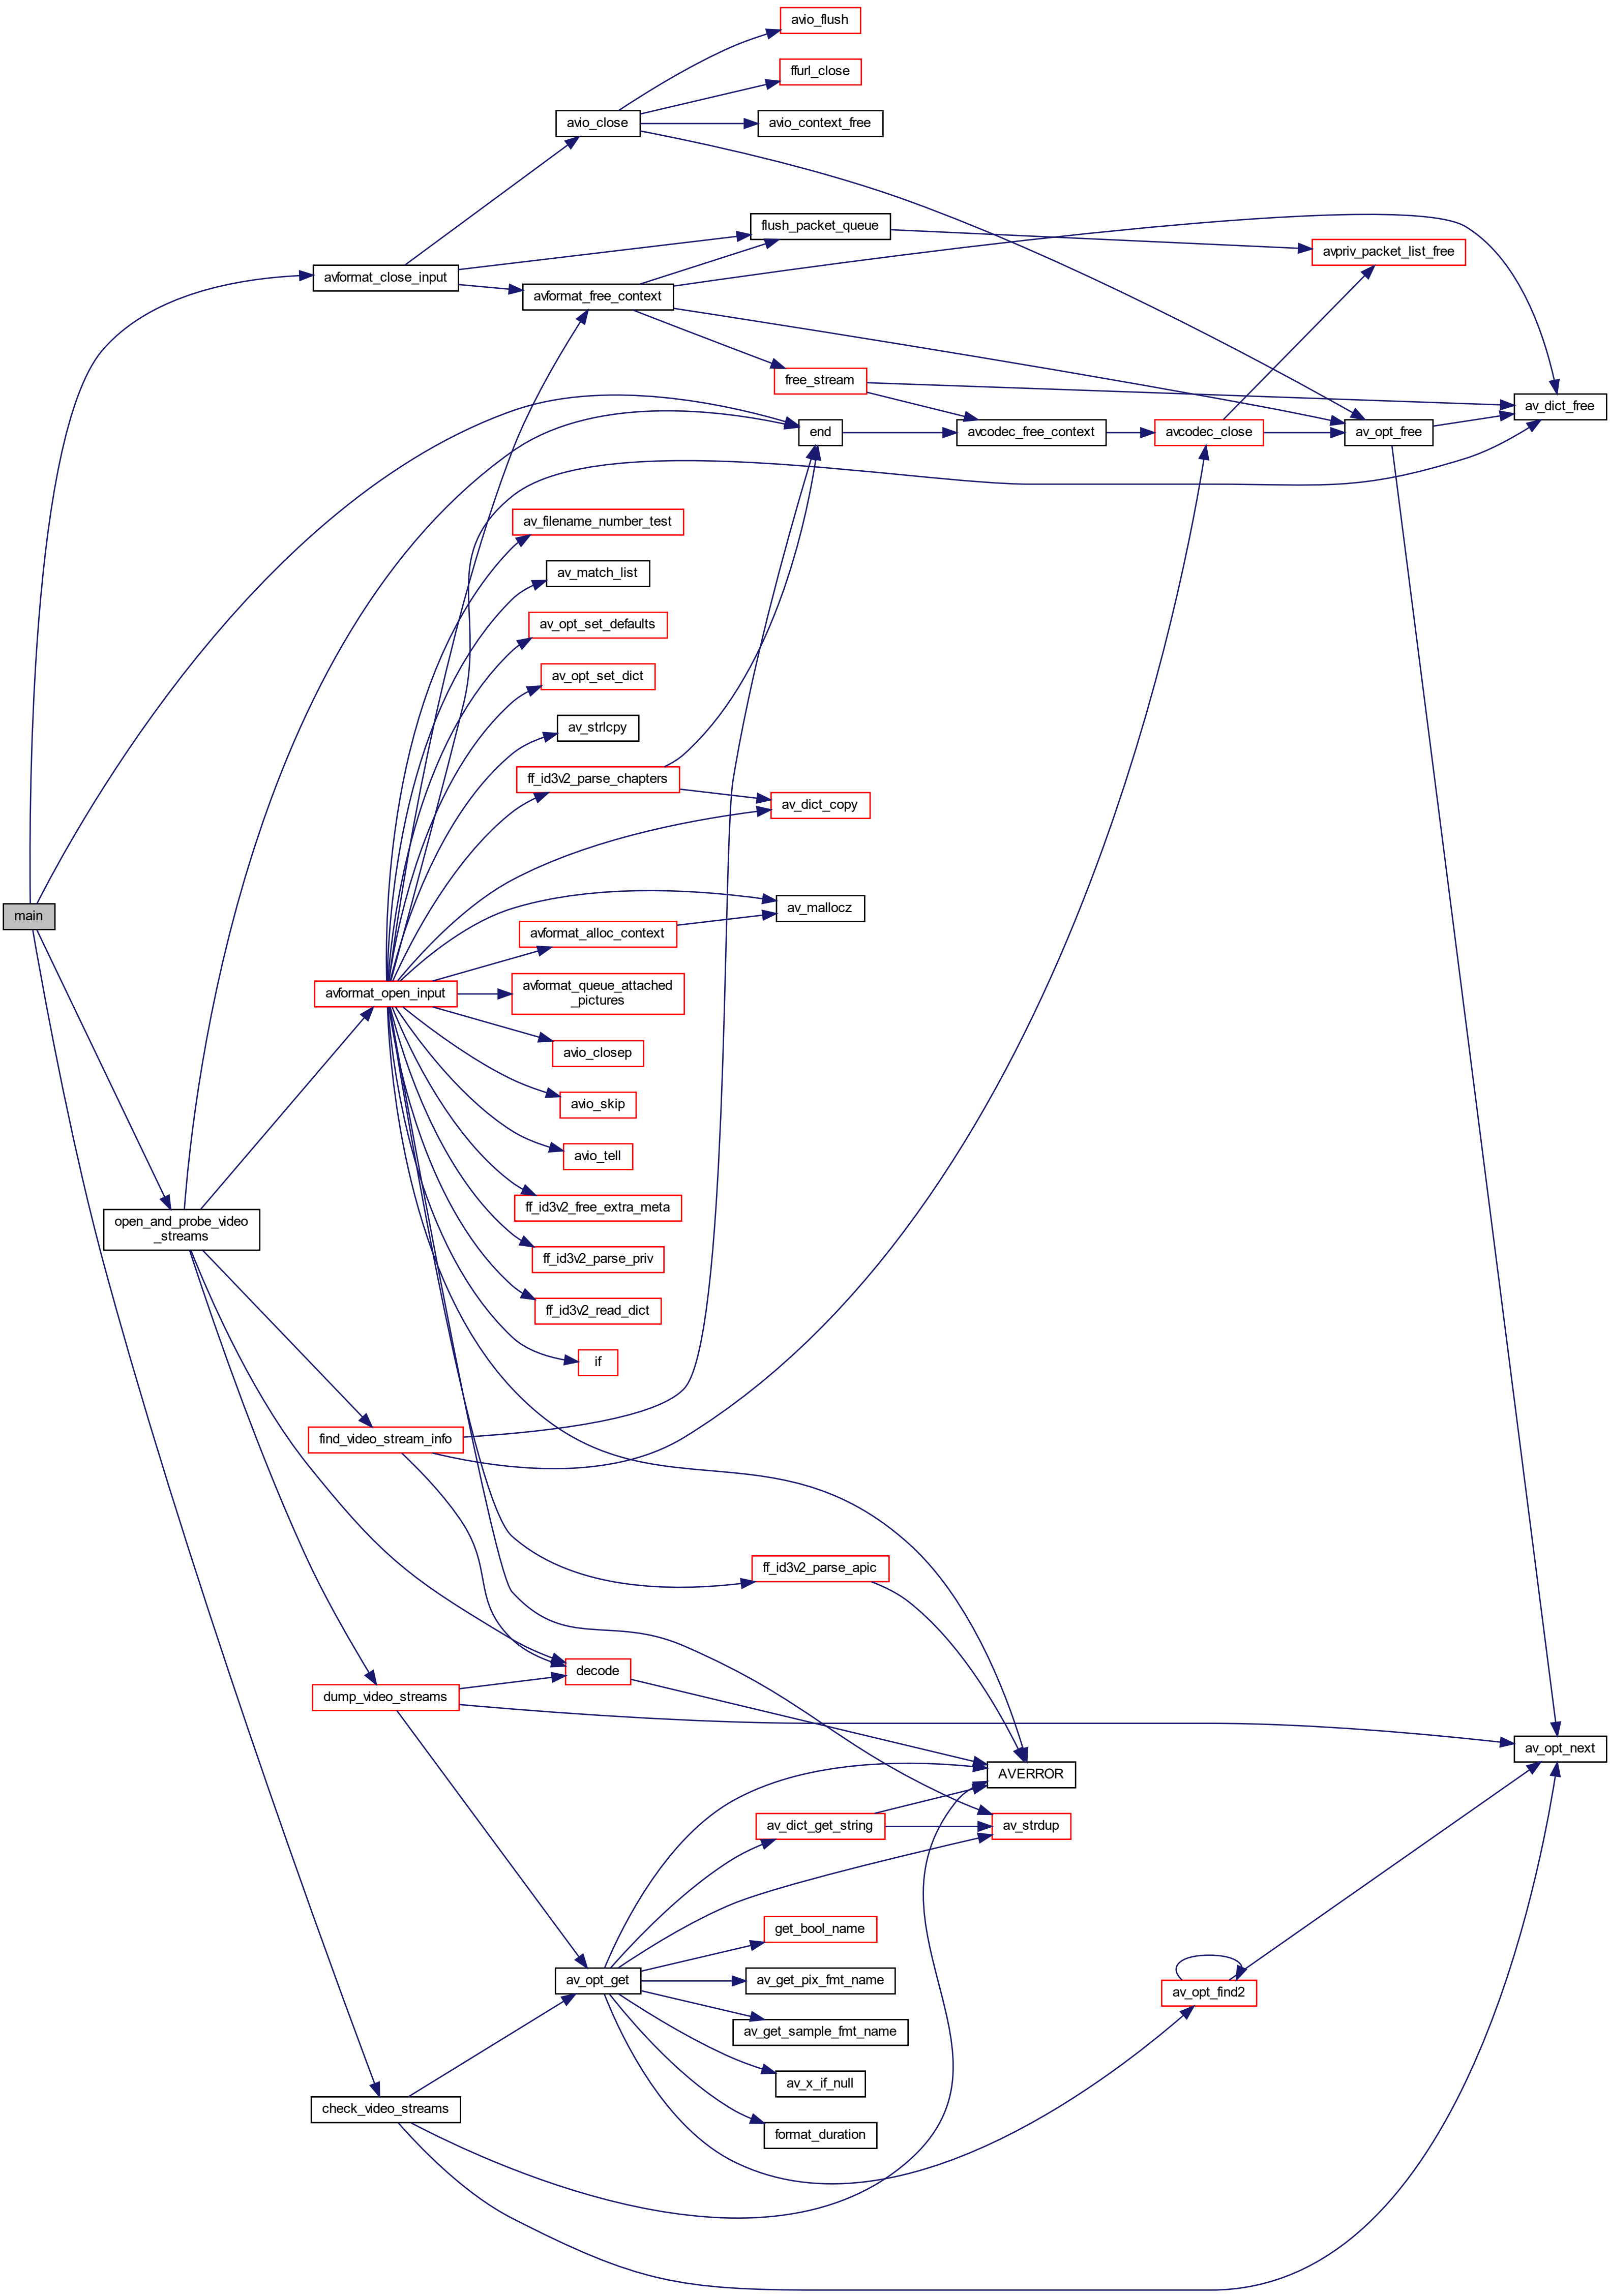 avio_flush
ffurl_close
avio_close
avio_context_free
flush_packet_queue
avpriv_packet_list_free
avformat_close_input
avformat_free_context
free_stream
av_dict_free
end
avcodec_free_context
avcodec_close
av_opt_free
av_filename_number_test
av_match_list
av_opt_set_defaults
av_opt_set_dict
av_strlcpy
ff_id3v2_parse_chapters
av_dict_copy
av_mallocz
main
avformat_alloc_context
avformat_open_input
avformat_queue_attached
_pictures
avio_closep
avio_skip
avio_tell
ff_id3v2_free_extra_meta
open_and_probe_video
_streams
ff_id3v2_parse_priv
ff_id3v2_read_dict
if
find_video_stream_info
ff_id3v2_parse_apic
decode
dump_video_streams
av_opt_next
AVERROR
av_dict_get_string
av_strdup
get_bool_name
av_opt_get
av_get_pix_fmt_name
av_opt_find2
av_get_sample_fmt_name
av_x_if_null
check_video_streams
format_duration